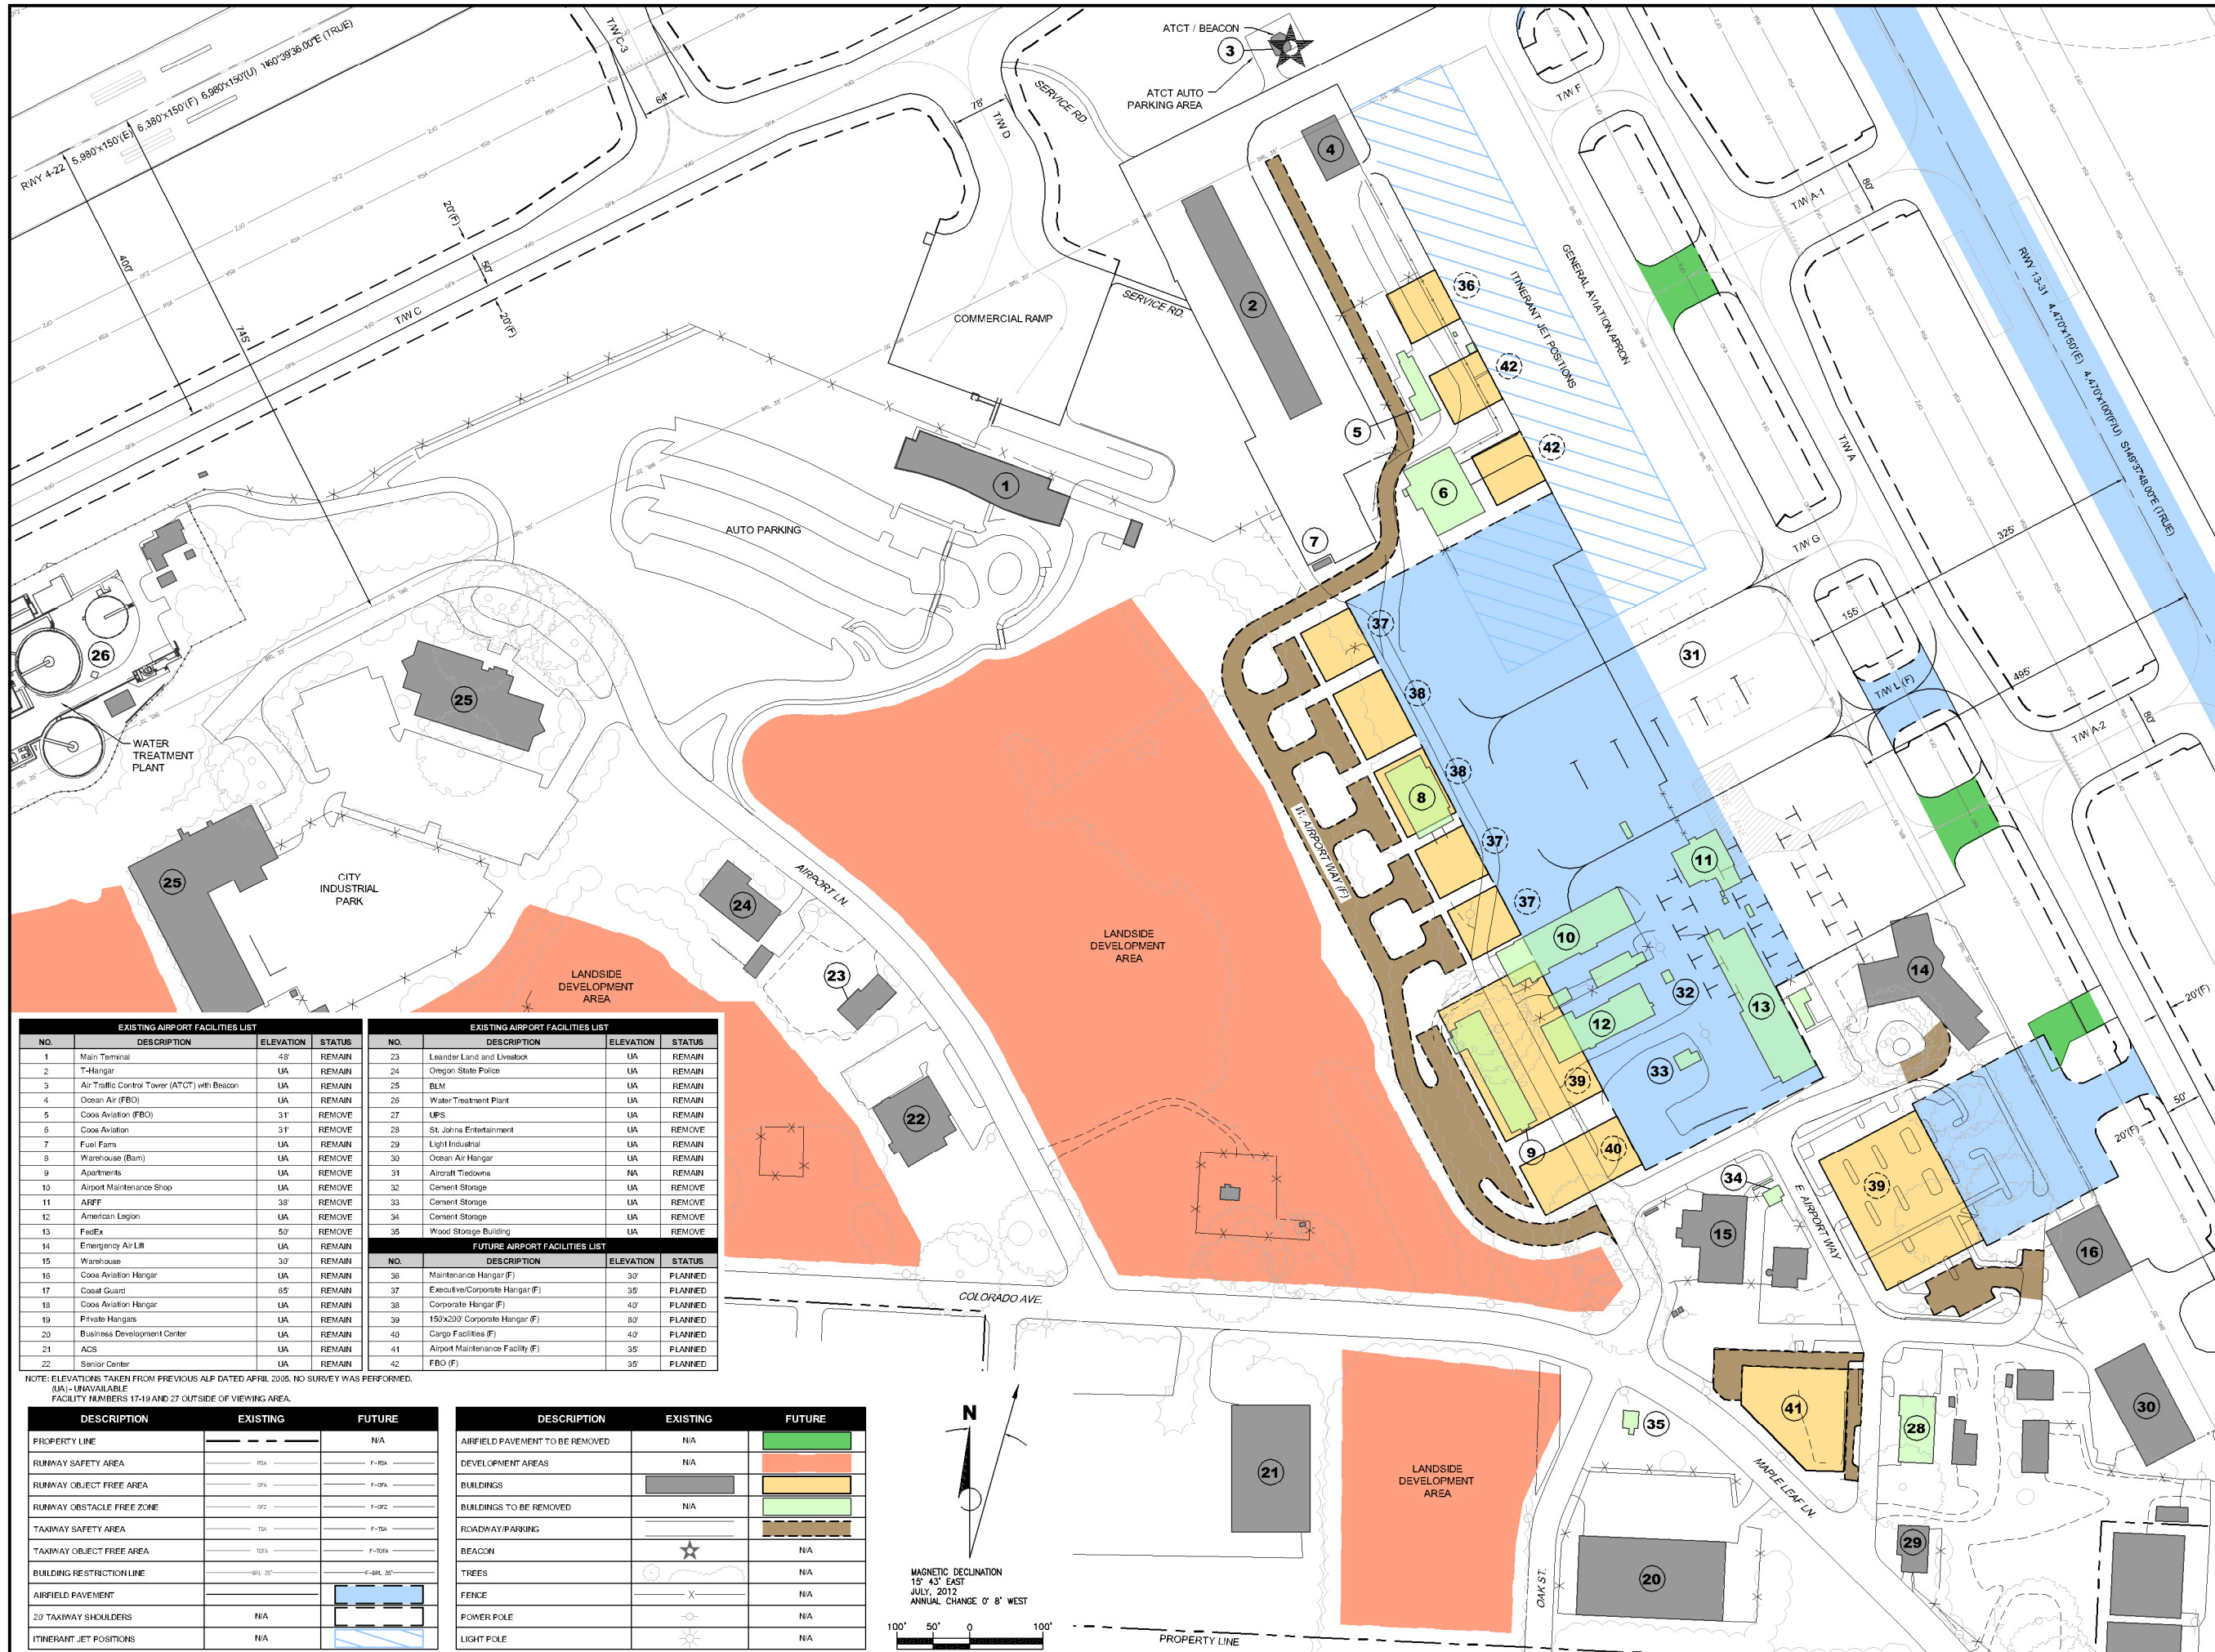 RWY 4-22 5,980'x150'(E) 6,380'x150'(F) 6,980'x150'(U)
T/W C-3
64'
78'
T/W D
SERVICE RD.
ATCT / BEACON
3
ATCT AUTO
PARKING AREA
4
T/W F
80'
T/W A-1
RWY 13-31 4,470'x150'(E) 4,470'x100'(F/U) S149°37'48.00"E (TRUE)
400'
745'
20'(F)
50'
20'(F)
T/W C
COMMERCIAL RAMP
SERVICE RD.
2
36
ITINERANT JET POSITIONS
GENERAL AVIATION APRON
42
5
42
6
1
AUTO PARKING
7
T/W A
T/W G
325'
155'
495'
T/W L (F)
80'
T/W A-2
31
26
WATER
TREATMENT
PLANT
25
37
38
38
8
37
37
W. AIRPORT WAY (F)
25
CITY
INDUSTRIAL
PARK
24
AIRPORT LN.
23
LANDSIDE
DEVELOPMENT
AREA
LANDSIDE
DEVELOPMENT
AREA
10
11
14
32
12
13
33
39
22
9
40
20'(F)
50'
20'(F)
34
15
E. AIRPORT WAY
39
16
COLORADO AVE.
41
28
30
35
21
LANDSIDE
DEVELOPMENT
AREA
MAPLE LEAF LN.
29
20
OAK ST.
PROPERTY LINE
EXISTING AIRPORT FACILITIES LIST
NO. DESCRIPTION ELEVATION STATUS
1 Main Terminal 48' REMAIN
2 T-Hangar UA REMAIN
3 Air Traffic Control Tower (ATCT) with Beacon UA REMAIN
4 Ocean Air (FBO) UA REMAIN
5 Coos Aviation (FBO) 31' REMOVE
6 Coos Aviation 31' REMOVE
7 Fuel Farm UA REMAIN
8 Warehouse (Barn) UA REMOVE
9 Apartments UA REMOVE
10 Airport Maintenance Shop UA REMOVE
11 ARFF 38' REMOVE
12 American Legion UA REMOVE
13 FedEx 50' REMOVE
14 Emergency Air Lift UA REMAIN
15 Warehouse 30' REMAIN
16 Coos Aviation Hangar UA REMAIN
17 Coast Guard 65' REMAIN
18 Coos Aviation Hangar UA REMAIN
19 Private Hangars UA REMAIN
20 Business Development Center UA REMAIN
21 ACS UA REMAIN
22 Senior Center UA REMAIN
EXISTING AIRPORT FACILITIES LIST
NO. DESCRIPTION ELEVATION STATUS
23 Leander Land and Livestock UA REMAIN
24 Oregon State Police UA REMAIN
25 BLM UA REMAIN
26 Water Treatment Plant UA REMAIN
27 UPS UA REMAIN
28 St. Johns Entertainment UA REMOVE
29 Light Industrial UA REMAIN
30 Ocean Air Hangar UA REMAIN
31 Aircraft Tiedowns NA REMAIN
32 Cement Storage UA REMOVE
33 Cement Storage UA REMOVE
34 Cement Storage UA REMOVE
35 Wood Storage Building UA REMOVE
FUTURE AIRPORT FACILITIES LIST
NO. DESCRIPTION ELEVATION STATUS
36 Maintenance Hangar (F) 30' PLANNED
37 Executive/Corporate Hangar (F) 35' PLANNED
38 Corporate Hangar (F) 40' PLANNED
39 150'x200' Corporate Hangar (F) 80' PLANNED
40 Cargo Facilities (F) 40' PLANNED
41 Airport Maintenance Facility (F) 35' PLANNED
42 FBO (F) 35' PLANNED
NOTE: ELEVATIONS TAKEN FROM PREVIOUS ALP DATED APRIL 2005. NO SURVEY WAS PERFORMED.
(UA) - UNAVAILABLE
FACILITY NUMBERS 17-19 AND 27 OUTSIDE OF VIEWING AREA.
DESCRIPTION EXISTING FUTURE
PROPERTY LINE N/A
RUNWAY SAFETY AREA RSA F-RSA
RUNWAY OBJECT FREE AREA OFA F-OFA
RUNWAY OBSTACLE FREE ZONE OFZ F-OFZ
TAXIWAY SAFETY AREA TSA F-TSA
TAXIWAY OBJECT FREE AREA TOFA F-TOFA
BUILDING RESTRICTION LINE BRL 35' F-BRL 35'
AIRFIELD PAVEMENT
20' TAXIWAY SHOULDERS N/A
ITINERANT JET POSITIONS N/A
DESCRIPTION EXISTING FUTURE
AIRFIELD PAVEMENT TO BE REMOVED N/A
DEVELOPMENT AREAS N/A
BUILDINGS
BUILDINGS TO BE REMOVED N/A
ROADWAY/PARKING
BEACON N/A
TREES N/A
FENCE X N/A
POWER POLE N/A
LIGHT POLE N/A
N
MAGNETIC DECLINATION
15° 43' EAST
JULY, 2012
ANNUAL CHANGE 0° 8' WEST
100' 50' 0 100'